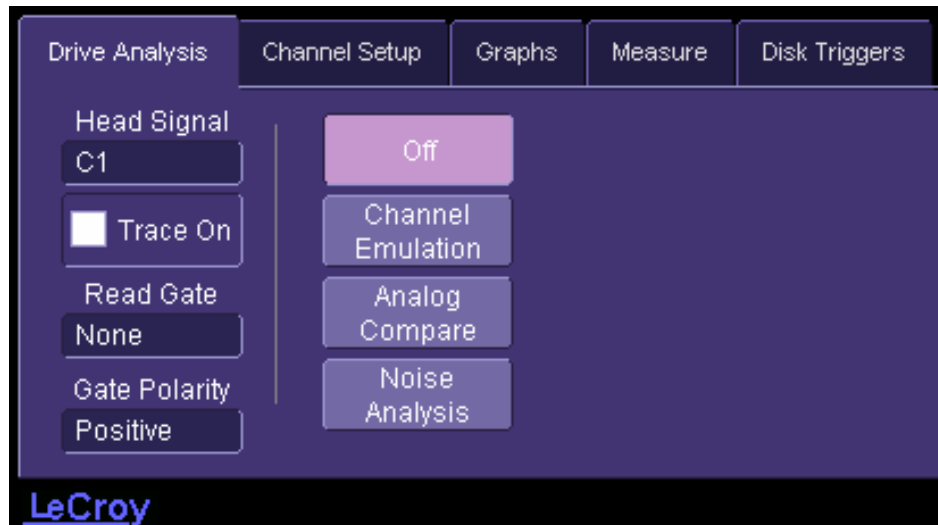 Drive Analysis
Channel Setup
Graphs
Measure
Disk Triggers
Head Signal
C1
Trace On
Read Gate
None
Gate Polarity
Positive
Off
Channel
Emulation
Analog
Compare
Noise
Analysis
LeCroy